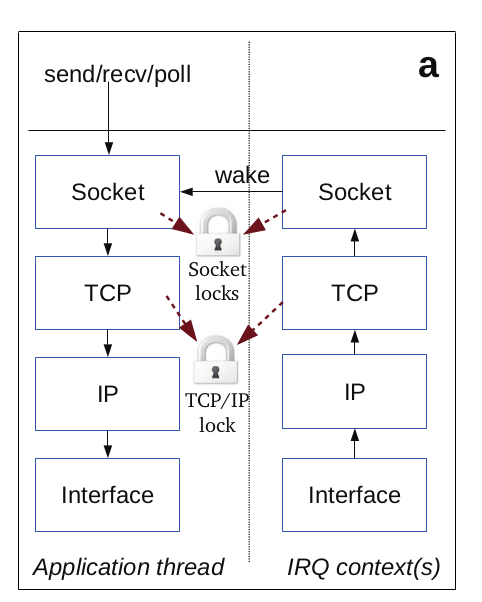 a
send/recv/poll
wake
Socket
Socket
Socket
locks
TCP
TCP
IP
IP
TCP/IP
lock
Interface
Interface
Application thread
IRQ context(s)